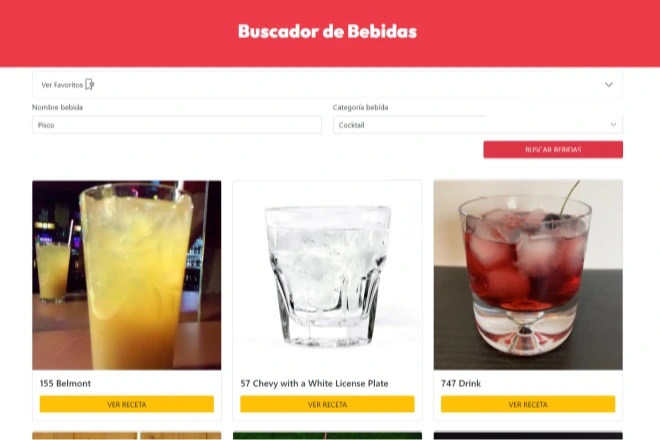 Buscador de Bebidas
Ver Favoritos
Nombre bebida
Categoría bebida
Pisco
Cocktail
BUSCAR BEBIDAS
155 Belmont
57 Chevy with a White License Plate
747 Drink
VER RECETA
VER RECETA
VER RECETA